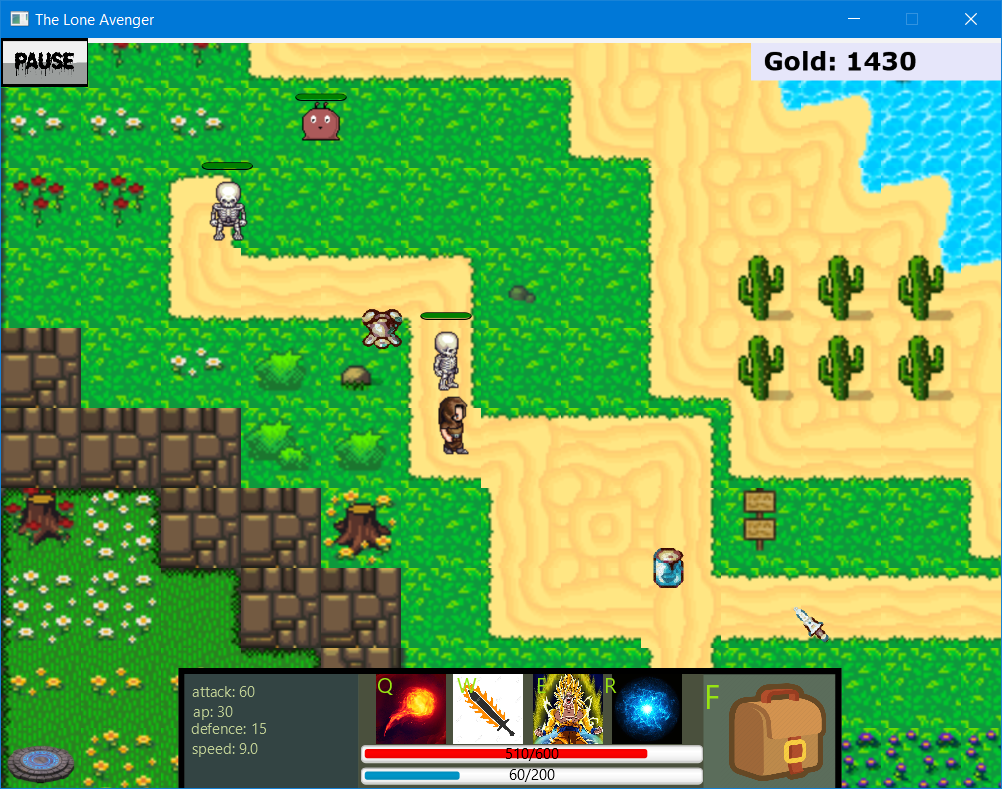 The Lone Avenger
PAUSE
Gold: 1430
attack: 60
ap: 30
defence: 15
speed: 9.0
Q
W
E
R
F
510/600
60/200